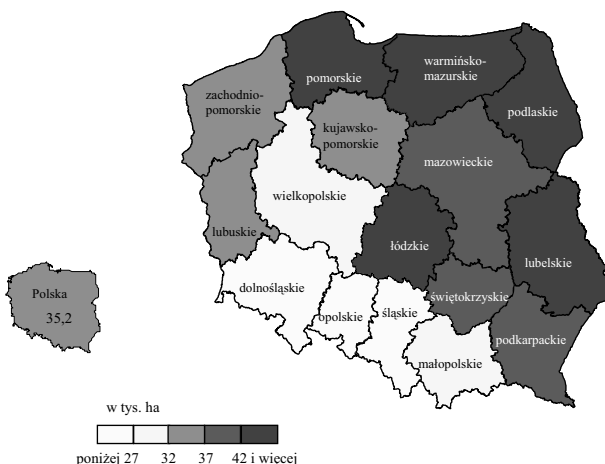 pomorskie
warmińsko-
mazurskie
zachodnio-
pomorskie
podlaskie
kujawsko-
pomorskie
mazowieckie
wielkopolskie
lubuskie
łódzkie
lubelskie
dolnośląskie
opolskie
śląskie
świętokrzyskie
podkarpackie
małopolskie
Polska
35,2
w tys. ha
poniżej 27 32 37 42 i więcej